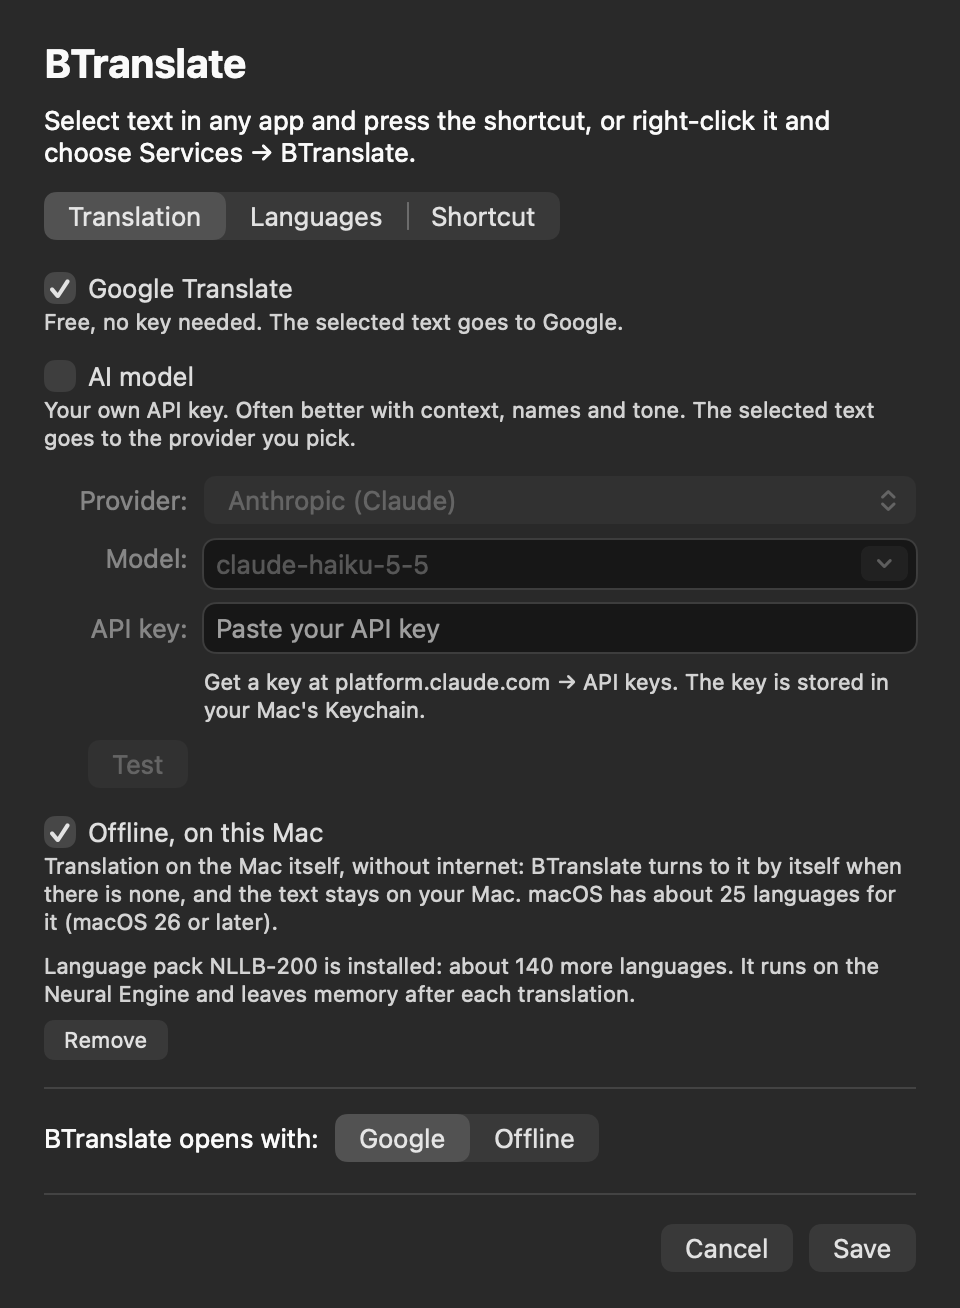 BTranslate
Select text in any app and press the shortcut, or right-click it and
choose Services → BTranslate.
Translation
Languages
Shortcut
Google Translate
Free, no key needed. The selected text goes to Google.
AI model
Your own API key. Often better with context, names and tone. The selected text
goes to the provider you pick.
Provider: Anthropic (Claude)
Model: claude-haiku-5-5
API key: Paste your API key
Get a key at platform.claude.com → API keys. The key is stored in
your Mac's Keychain.
Test
Offline, on this Mac
Translation on the Mac itself, without internet: BTranslate turns to it by itself when
there is none, and the text stays on your Mac. macOS has about 25 languages for
it (macOS 26 or later).
Language pack NLLB-200 is installed: about 140 more languages. It runs on the
Neural Engine and leaves memory after each translation.
Remove
BTranslate opens with: Google Offline
Cancel Save